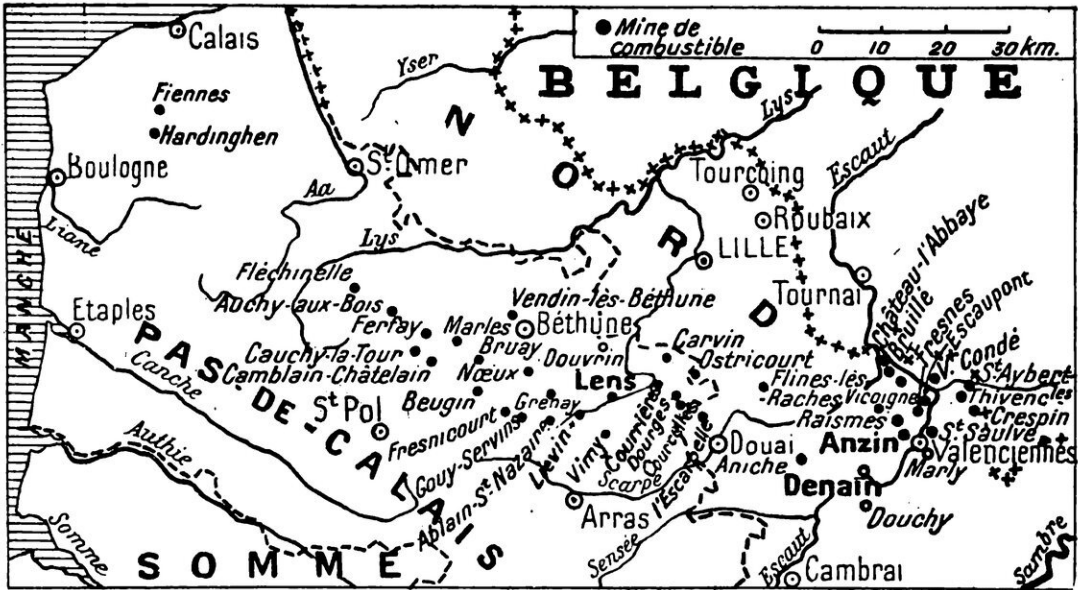 Calais
Mine de
combustible
0 10 20 30 km.
Yser
BELGIQUE
Fiennes
Hardinghen
NORD
Lys
Escaut
Boulogne
St Omer
Aa
Tourcoing
Roubaix
Liane
Lys
LILLE
MANCHE
Fléchinelle
Auchy-aux-Bois
Vendin-lès-Béthune
Tournai
Château-l'Abbaye
Bruille
Fresnes
Escaupont
Etaples
Ferfay
Marles
Béthune
Carvin
Condé
PAS-DE-CALAIS
Cauchy-la-Tour
Bruay
Douvrin
Ostricourt
St Aybert
Camblain-Châtelain
Nœux
Lens
Flines-lès-
Raches
Vicoigne
Thivencelles
Canche
St Pol
Beugin
Grenay
Courrières
Raismes
Crespin
Fresnicourt
Dourges
Anzin
St Saulve
Authie
Gouy-Servins
Liévin
Vimy
Courcelles
Douai
Valenciennes
Ablain-St Nazaire
Scarpe
l'Escarpelle
Aniche
Marly
Arras
Denain
Douchy
Somme
SOMME
Sensée
Escaut
Cambrai
Sambre